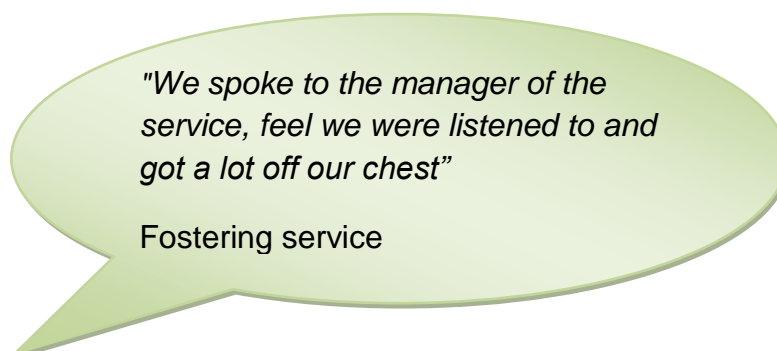 "We spoke to the manager of the
service, feel we were listened to and
got a lot off our chest”
Fostering service